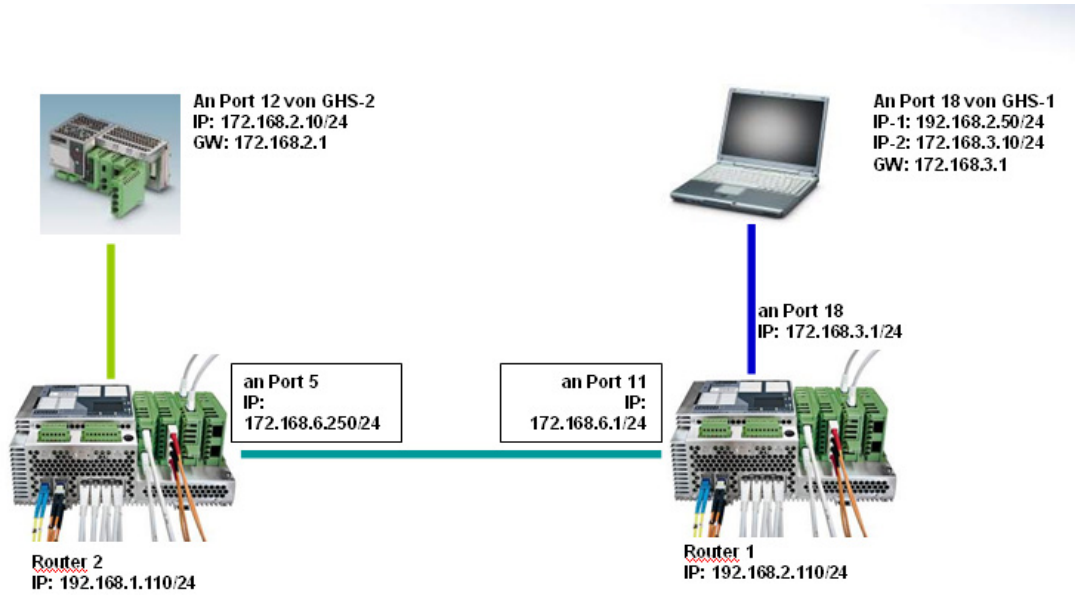 An Port 12 von GHS-2
IP: 172.168.2.10/24
GW: 172.168.2.1
An Port 18 von GHS-1
IP-1: 192.168.2.50/24
IP-2: 172.168.3.10/24
GW: 172.168.3.1
an Port 18
IP: 172.168.3.1/24
an Port 5
IP:
172.168.6.250/24
an Port 11
IP:
172.168.6.1/24
Router 2
IP: 192.168.1.110/24
Router 1
IP: 192.168.2.110/24